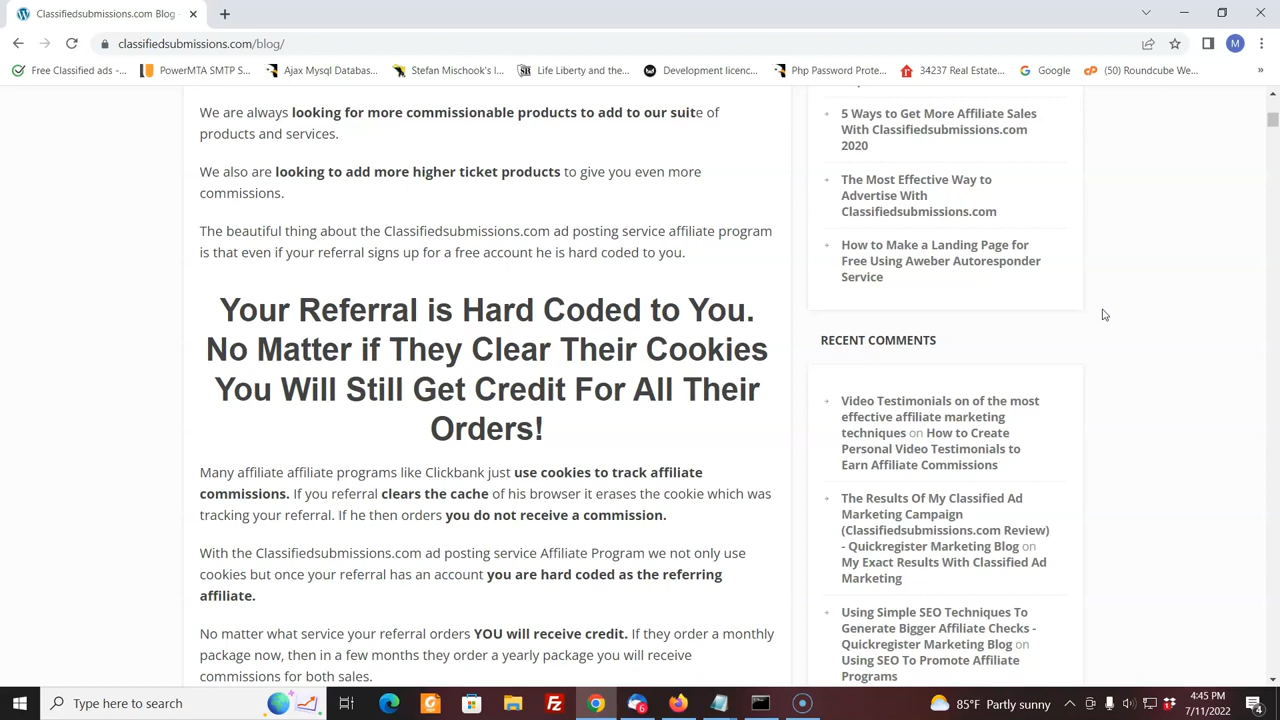 Classifiedsubmissions.com Blog -
classifiedsubmissions.com/blog/
M
Free Classified ads -...
PowerMTA SMTP S...
Ajax Mysql Databas...
Stefan Mischook's I...
Life Liberty and the...
Development licenc...
Php Password Prote...
34237 Real Estate...
Google
(50) Roundcube We...
»
We are always looking for more commissionable products to add to our suite of
products and services.
We also are looking to add more higher ticket products to give you even more
commissions.
The beautiful thing about the Classifiedsubmissions.com ad posting service affiliate program
is that even if your referral signs up for a free account he is hard coded to you.
Your Referral is Hard Coded to You.
No Matter if They Clear Their Cookies
You Will Still Get Credit For All Their
Orders!
Many affiliate affiliate programs like Clickbank just use cookies to track affiliate
commissions. If you referral clears the cache of his browser it erases the cookie which was
tracking your referral. If he then orders you do not receive a commission.
With the Classifiedsubmissions.com ad posting service Affiliate Program we not only use
cookies but once your referral has an account you are hard coded as the referring
affiliate.
No matter what service your referral orders YOU will receive credit. If they order a monthly
package now, then in a few months they order a yearly package you will receive
commissions for both sales.
5 Ways to Get More Affiliate Sales
With Classifiedsubmissions.com
2020
The Most Effective Way to
Advertise With
Classifiedsubmissions.com
How to Make a Landing Page for
Free Using Aweber Autoresponder
Service
RECENT COMMENTS
Video Testimonials on of the most
effective affiliate marketing
techniques on How to Create
Personal Video Testimonials to
Earn Affiliate Commissions
The Results Of My Classified Ad
Marketing Campaign
(Classifiedsubmissions.com Review)
- Quickregister Marketing Blog on
My Exact Results With Classified Ad
Marketing
Using Simple SEO Techniques To
Generate Bigger Affiliate Checks -
Quickregister Marketing Blog on
Using SEO To Promote Affiliate
Programs
Type here to search
6
85°F Partly sunny
4:45 PM
7/11/2022
4